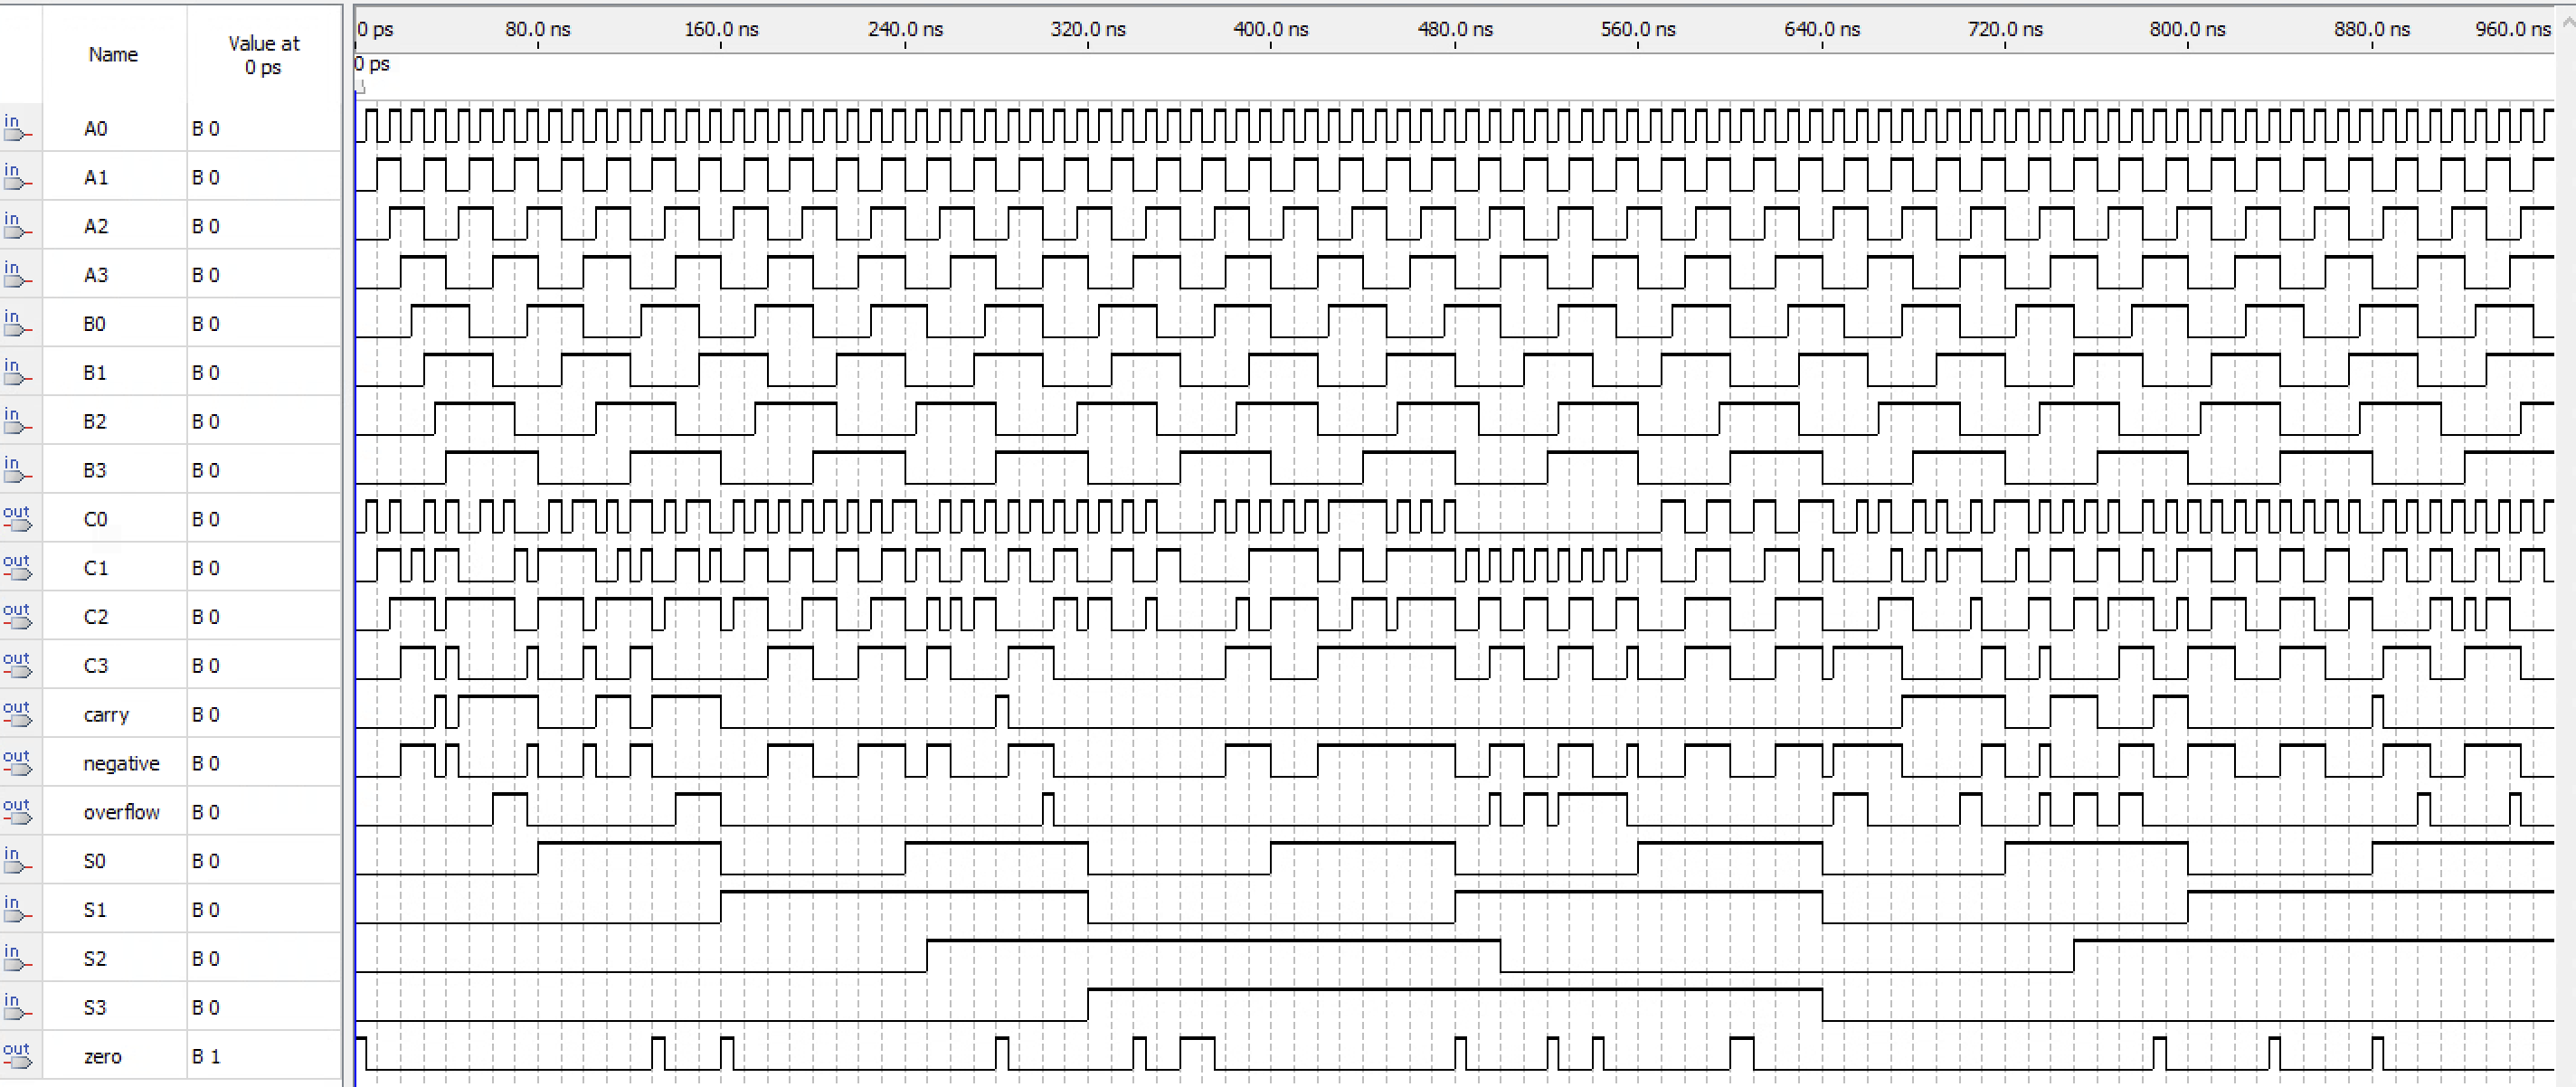 Name Value at 0 ps
0 ps 80.0 ns 160.0 ns 240.0 ns 320.0 ns 400.0 ns 480.0 ns 560.0 ns 640.0 ns 720.0 ns 800.0 ns 880.0 ns 960.0 ns
0 ps
in A0 B 0
in A1 B 0
in A2 B 0
in A3 B 0
in B0 B 0
in B1 B 0
in B2 B 0
in B3 B 0
out C0 B 0
out C1 B 0
out C2 B 0
out C3 B 0
out carry B 0
out negative B 0
out overflow B 0
in S0 B 0
in S1 B 0
in S2 B 0
in S3 B 0
out zero B 1